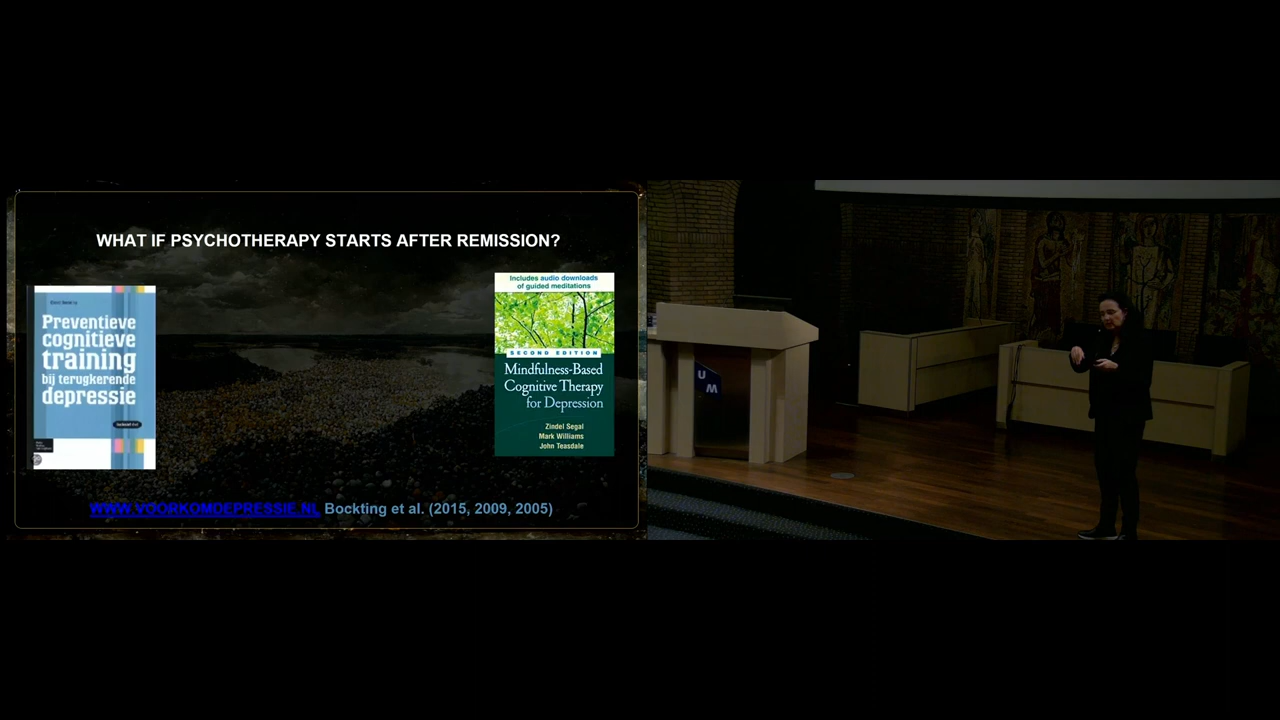 WHAT IF PSYCHOTHERAPY STARTS AFTER REMISSION?
Preventieve
cognitieve
training
bij terugkerende
depressie
Includes audio downloads
of guided meditations
SECOND EDITION
Mindfulness-Based
Cognitive Therapy
for Depression
Zindel Segal
Mark Williams
John Teasdale
WWW.VOORKOMDEPRESSIE.NL Bockting et al. (2015, 2009, 2005)
U
M